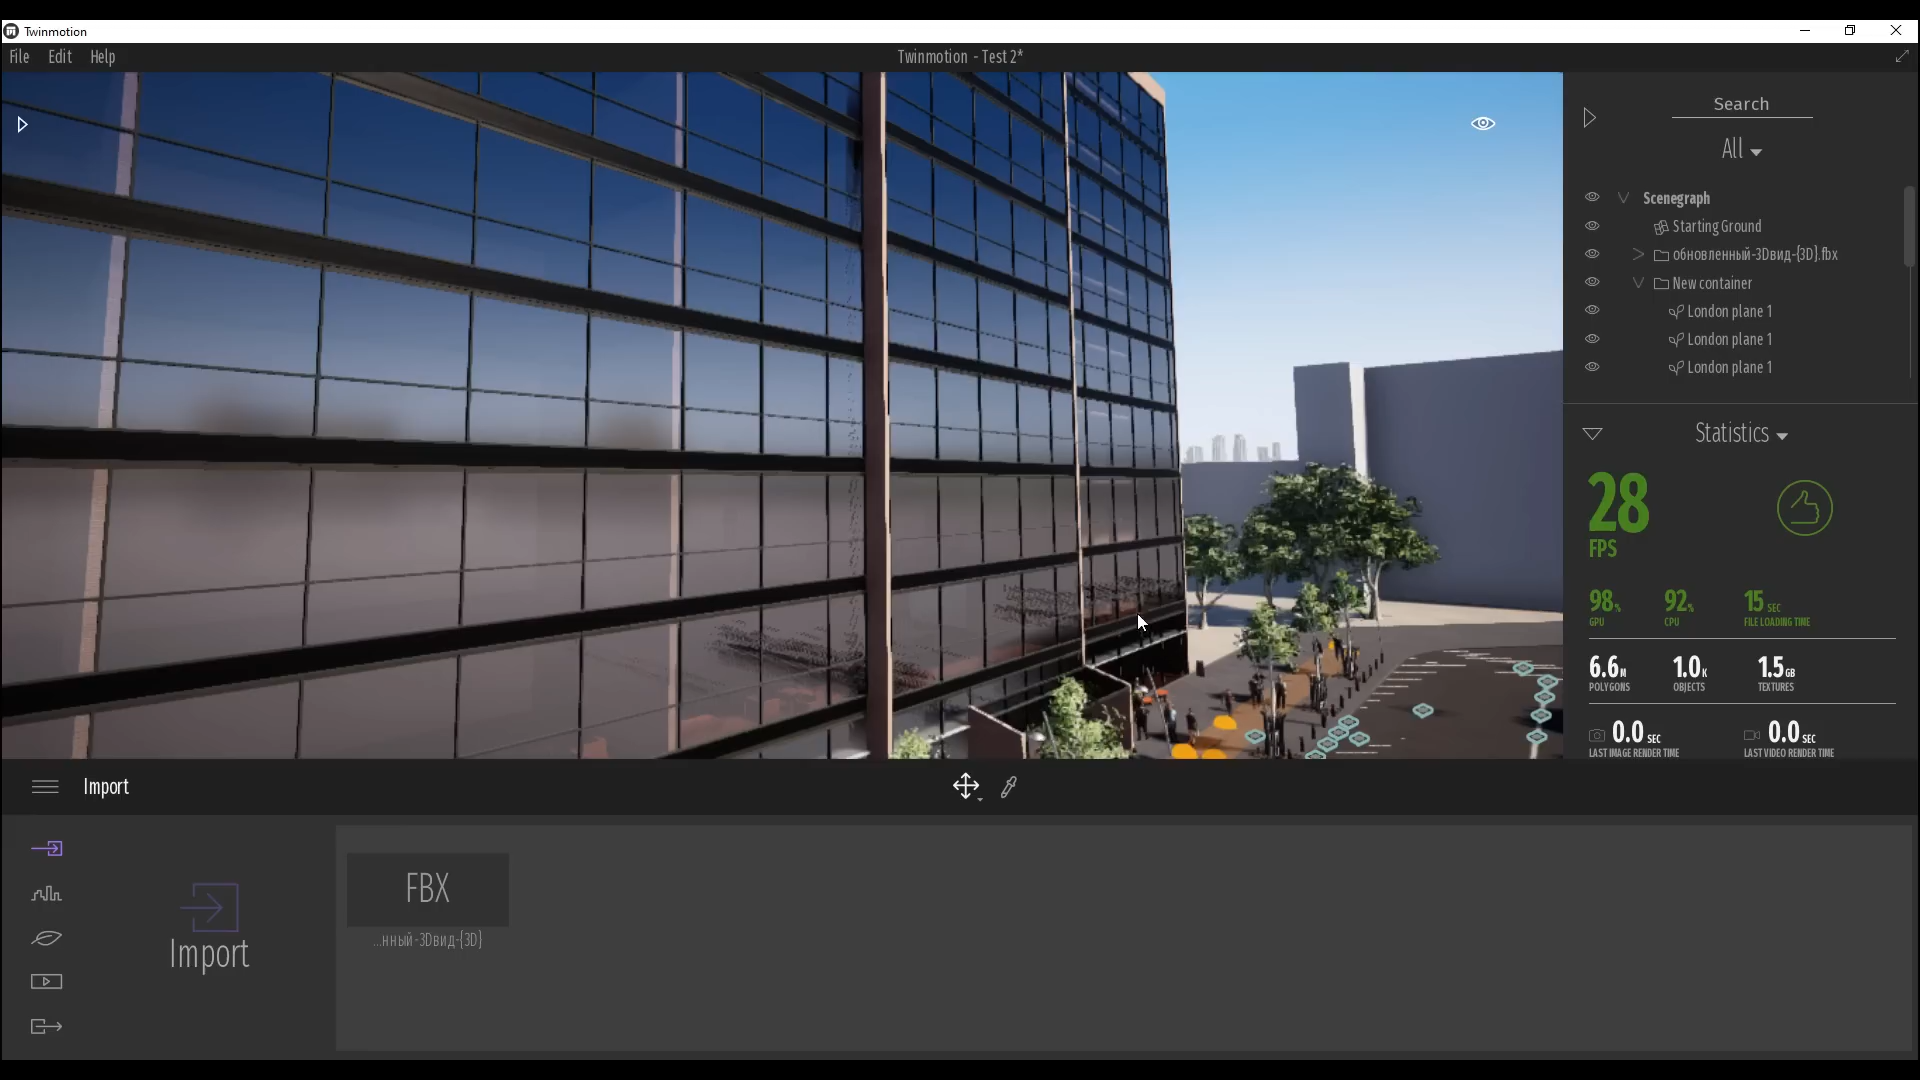 Twinmotion
File Edit Help
Twinmotion - Test 2*
Search
All
Scenegraph
Starting Ground
обновленный-3Dвид-{3D}.fbx
New container
London plane 1
London plane 1
London plane 1
Statistics
28
FPS
98% 92% 15 SEC
GPU CPU FILE LOADING TIME
6.6M 1.0K 1.5GB
POLYGONS OBJECTS TEXTURES
0.0 SEC 0.0 SEC
LAST IMAGE RENDER TIME LAST VIDEO RENDER TIME
Import
Import
FBX
...нный-3Dвид-{3D}